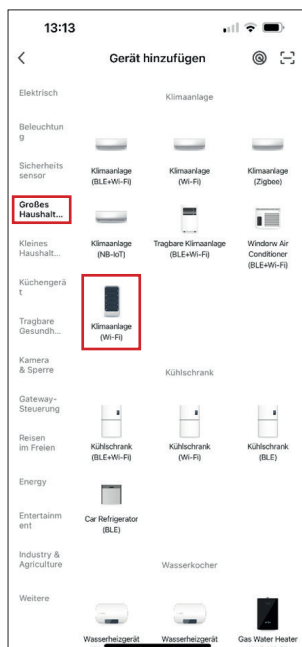 13:13
Gerät hinzufügen
Elektrisch
Beleuchtun
g
Sicherheits
sensor
Großes
Haushalt...
Kleines
Haushalt...
Küchengerä
t
Tragbare
Gesundh...
Kamera
& Sperre
Gateway-
Steuerung
Reisen
im Freien
Energy
Entertainm
ent
Industry &
Agriculture
Weitere
Klimaanlage
Klimaanlage
(BLE+Wi-Fi)
Klimaanlage
(Wi-Fi)
Klimaanlage
(Zigbee)
Klimaanlage
(NB-IoT)
Tragbare Klimaanlage
(BLE+Wi-Fi)
Windorw Air
Conditioner
(BLE+Wi-Fi)
Klimaanlage
(Wi-Fi)
Kühlschrank
Kühlschrank
(BLE+Wi-Fi)
Kühlschrank
(Wi-Fi)
Kühlschrank
(BLE)
Car Refrigerator
(BLE)
Wasserkocher
Wasserheizgerät
Wasserheizgerät
Gas Water Heater